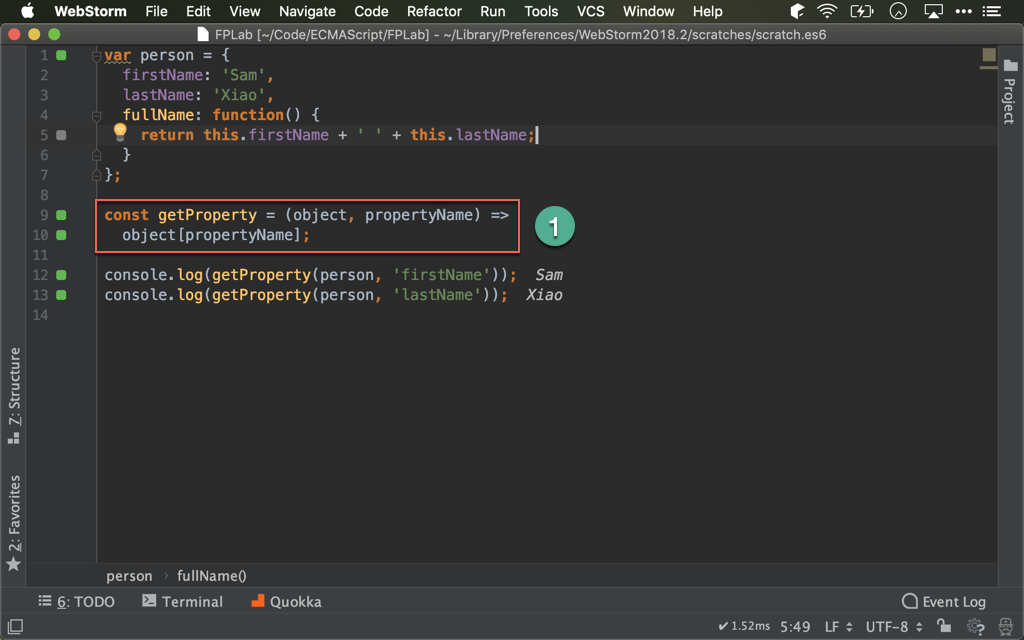 WebStorm File Edit View Navigate Code Refactor Run Tools VCS Window Help
FPLab [~/Code/ECMAScript/FPLab] - ~/Library/Preferences/WebStorm2018.2/scratches/scratch.es6
1 var person = {
2 firstName: 'Sam',
3 lastName: 'Xiao',
4 fullName: function() {
5 return this.firstName + ' ' + this.lastName;
6 }
7 };
8
9 const getProperty = (object, propertyName) =>
10 object[propertyName];
1
11
12 console.log(getProperty(person, 'firstName')); Sam
13 console.log(getProperty(person, 'lastName')); Xiao
14
Project
Z: Structure
2: Favorites
person › fullName()
6: TODO Terminal Quokka Event Log
✔ 1.52ms 5:49 LF UTF-8